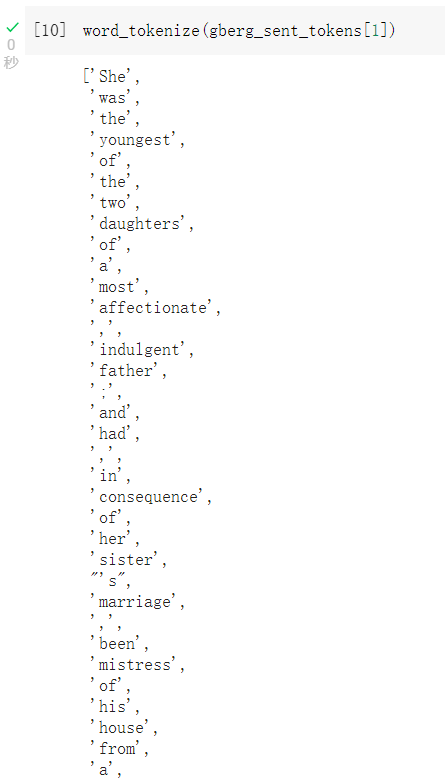 [10] word_tokenize(gberg_sent_tokens[1])
0
秒
['She',
'was',
'the',
'youngest',
'of',
'the',
'two',
'daughters',
'of',
'a',
'most',
'affectionate',
',',
'indulgent',
'father',
';',
'and',
'had',
',',
'in',
'consequence',
'of',
'her',
'sister',
"'s",
'marriage',
',',
'been',
'mistress',
'of',
'his',
'house',
'from',
'a',